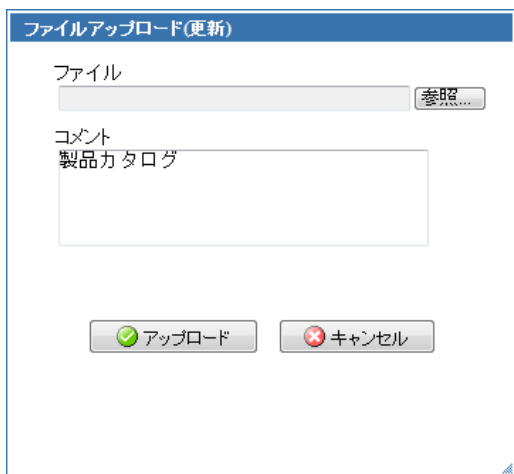 ファイルアップロード(更新)
ファイル
参照...
コメント
製品カタログ
アップロード
キャンセル